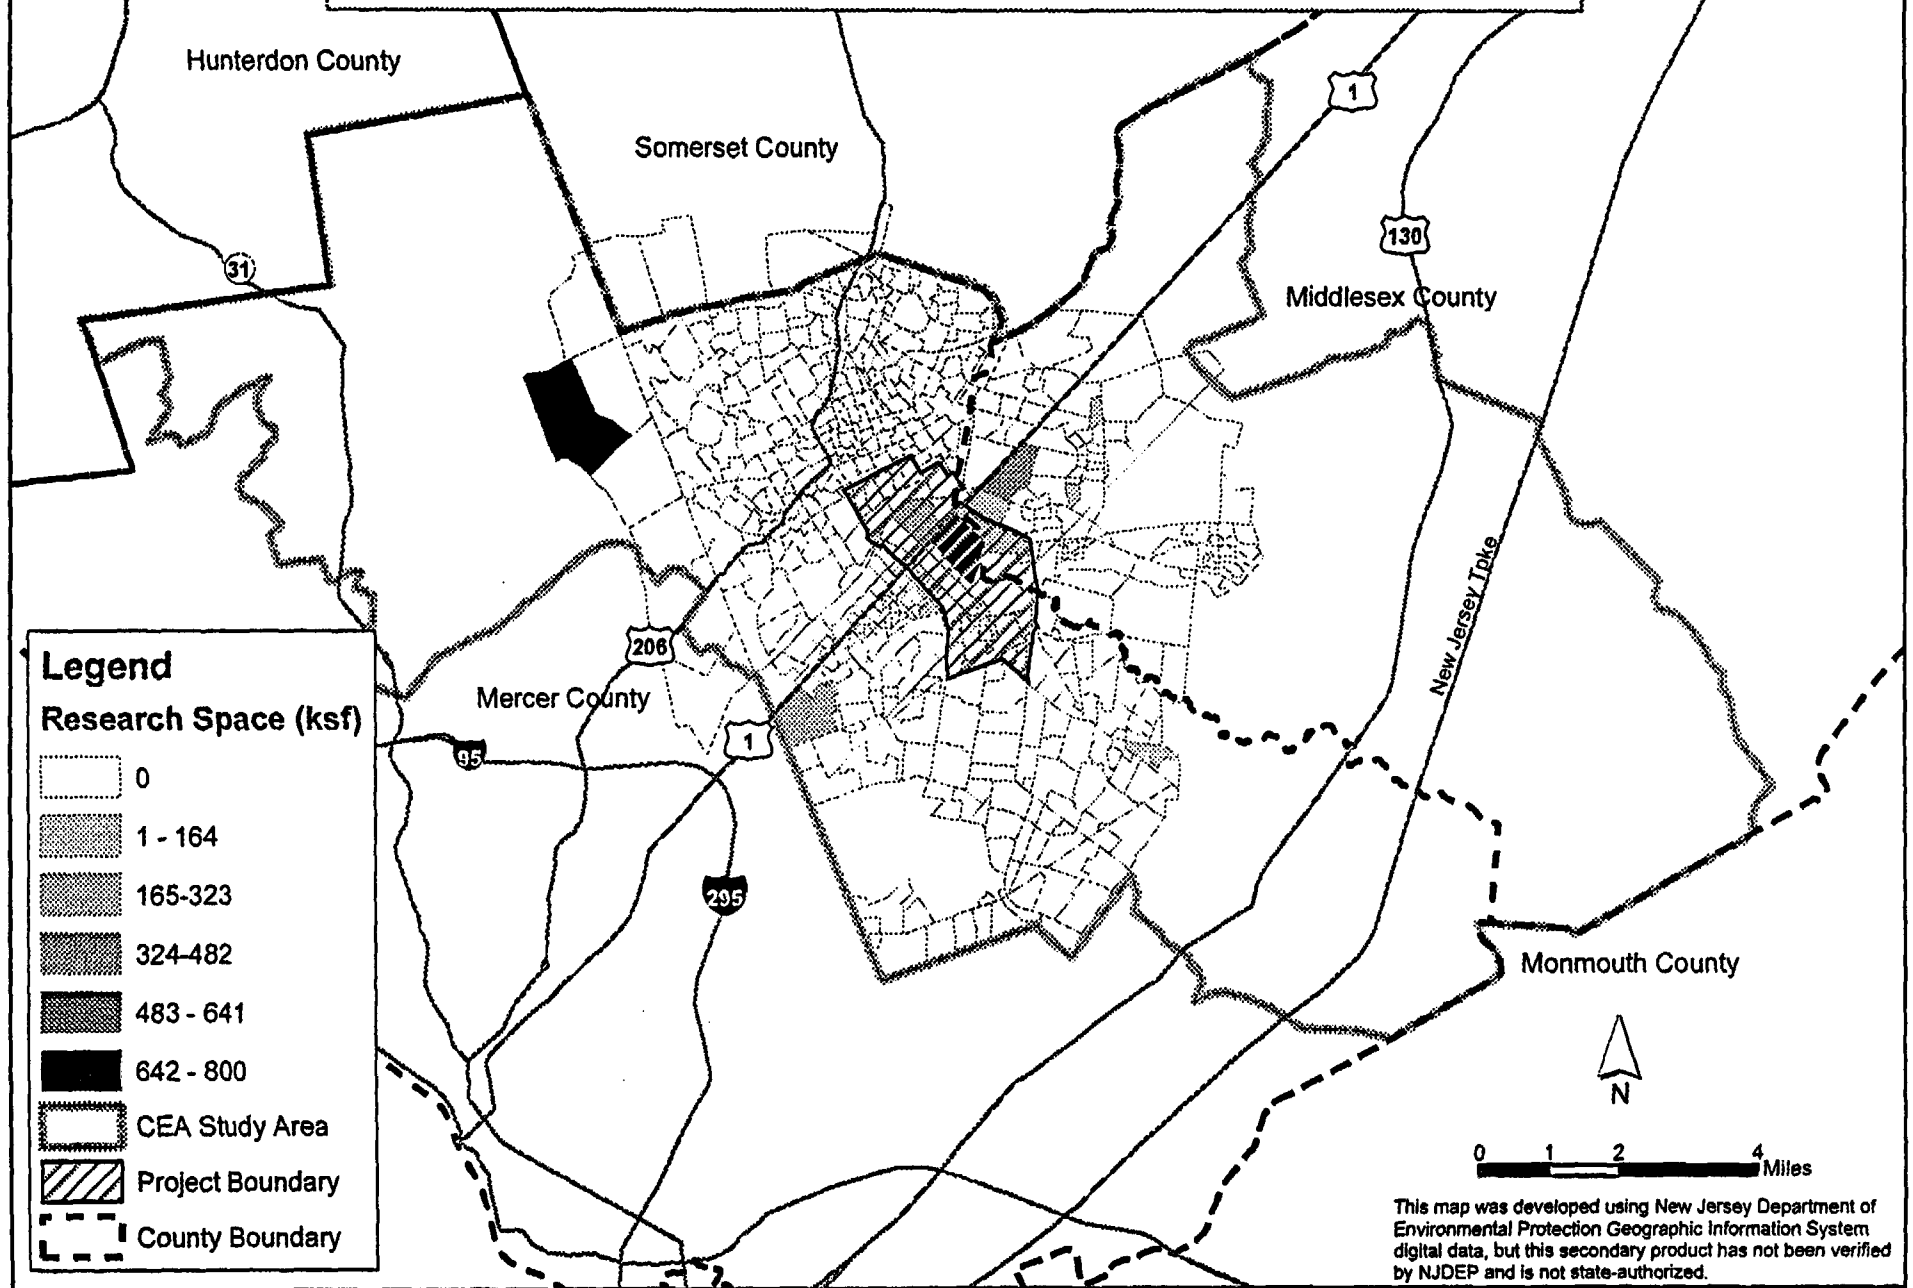 Hunterdon County
1
Somerset County
130
31
Middlesex County
New Jersey Tpke
206
Mercer County
1
95
295
Monmouth County
N
Legend
Research Space (ksf)
0
1 - 164
165-323
324-482
483 - 641
642 - 800
CEA Study Area
Project Boundary
County Boundary
0 1 2 4
Miles
This map was developed using New Jersey Department of
Environmental Protection Geographic Information System
digital data, but this secondary product has not been verified
by NJDEP and is not state-authorized.